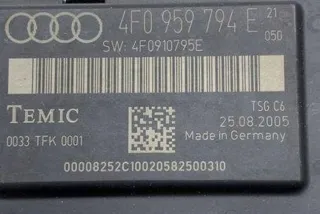 4F0 959 794 E 21
050
SW: 4F0910795E
TEMIC
TSG C6
0033 TFK 0001
25.08.2005
Made in Germany
00008252C10020582500310